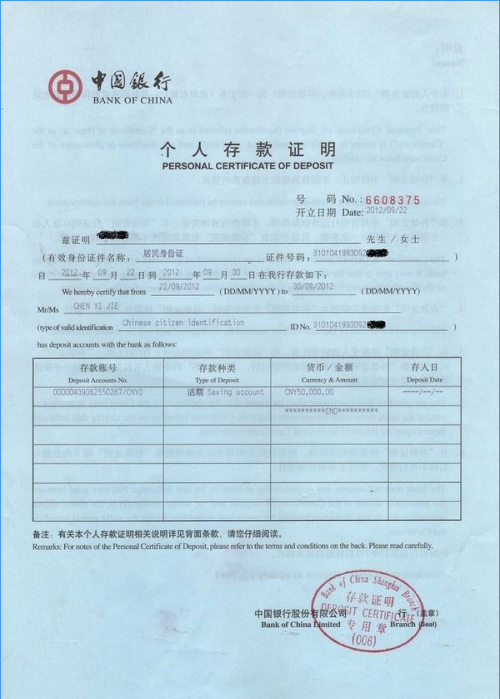 中国银行
BANK OF CHINA
个人存款证明
PERSONAL CERTIFICATE OF DEPOSIT
号 码 No.: 6608375
开立日期 Date: 2012/09/22
兹证明 先生／女士
(有效身份证件名称: 居民身份证 证件号码: 3101041993092 )
自 2012 年 09 月 22 日到 2012 年 09 月 30 日在我行存款如下:
We hereby certify that from 22/09/2012 ( DD/MM/YYYY ) to 30/09/2012 ( DD/MM/YYYY )
Mr/Ms CHEN YI JIE
(type of valid identification Chinese citizen identification ID No. 3101041993092 )
has deposit accounts with the bank as follows:
存款账号 存款种类 货币／金额 存入日
Deposit Accounts No. Type of Deposit Currency & Amount Deposit Date
活期 Saving account CNY50,000.00 ----/--/--
**********END**********
备注: 有关本个人存款证明相关说明详见背面条款, 请您仔细阅读。
Remarks: For notes of the Personal Certificate of Deposit, please refer to the terms and conditions on the back. Please read carefully.
中国银行股份有限公司 行 (盖章)
Bank of China Limited Branch (Seal)
Bank of China Shanghai Branch
存款证明
DEPOSIT CERTIFICATE
专用章
(006)